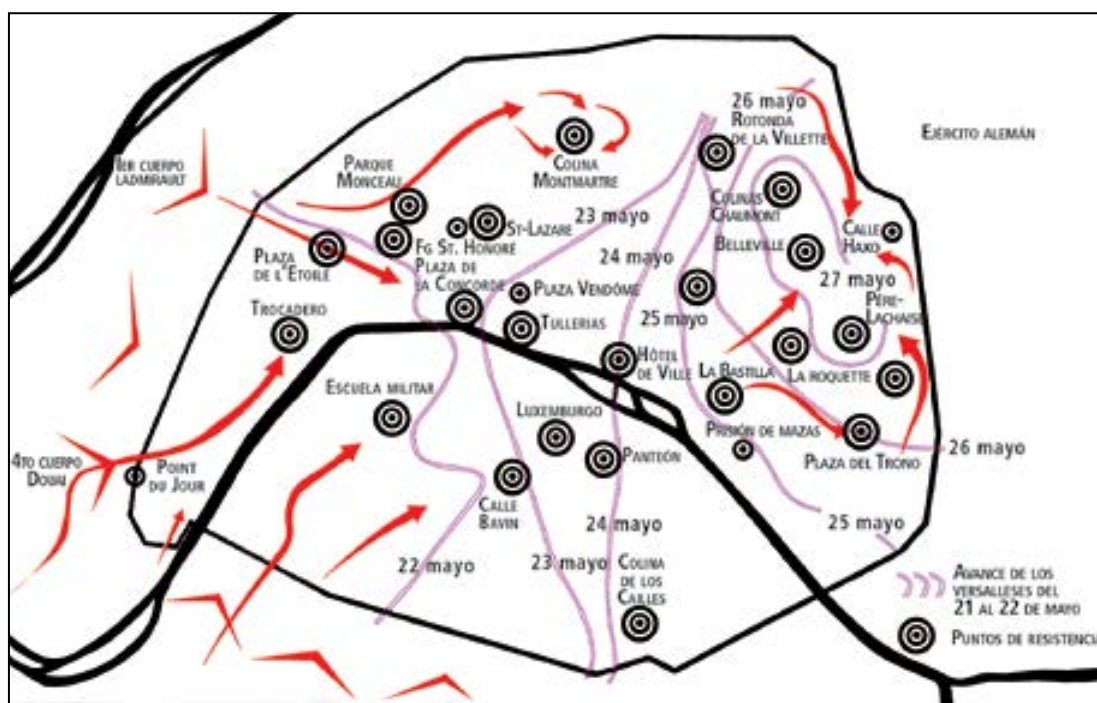 26 mayo
Rotonda
de la Villette
Ejército alemán
1er cuerpo
Ladmirault
Parque
Monceau
Colina
Montmartre
Colinas
Chaumont
23 mayo
St-Lazare
Fg St. Honoré
Plaza
de l'Etoile
Plaza de
la Concorde
24 mayo
Belleville
Calle
Haxo
27 mayo
Trocadero
Plaza Vendôme
Tullerias
25 mayo
Père-
Lachaise
Hôtel
de Ville
La Bastilla
La Roquette
Escuela militar
Luxemburgo
Panteón
Prisión de mazas
Plaza del Trono
26 mayo
4to cuerpo
Douai
Point
du Jour
Calle
Bavin
24 mayo
25 mayo
22 mayo
23 mayo
Colina
de los
Cailles
Avance de los
versalleses del
21 al 22 de mayo
Puntos de resistencia